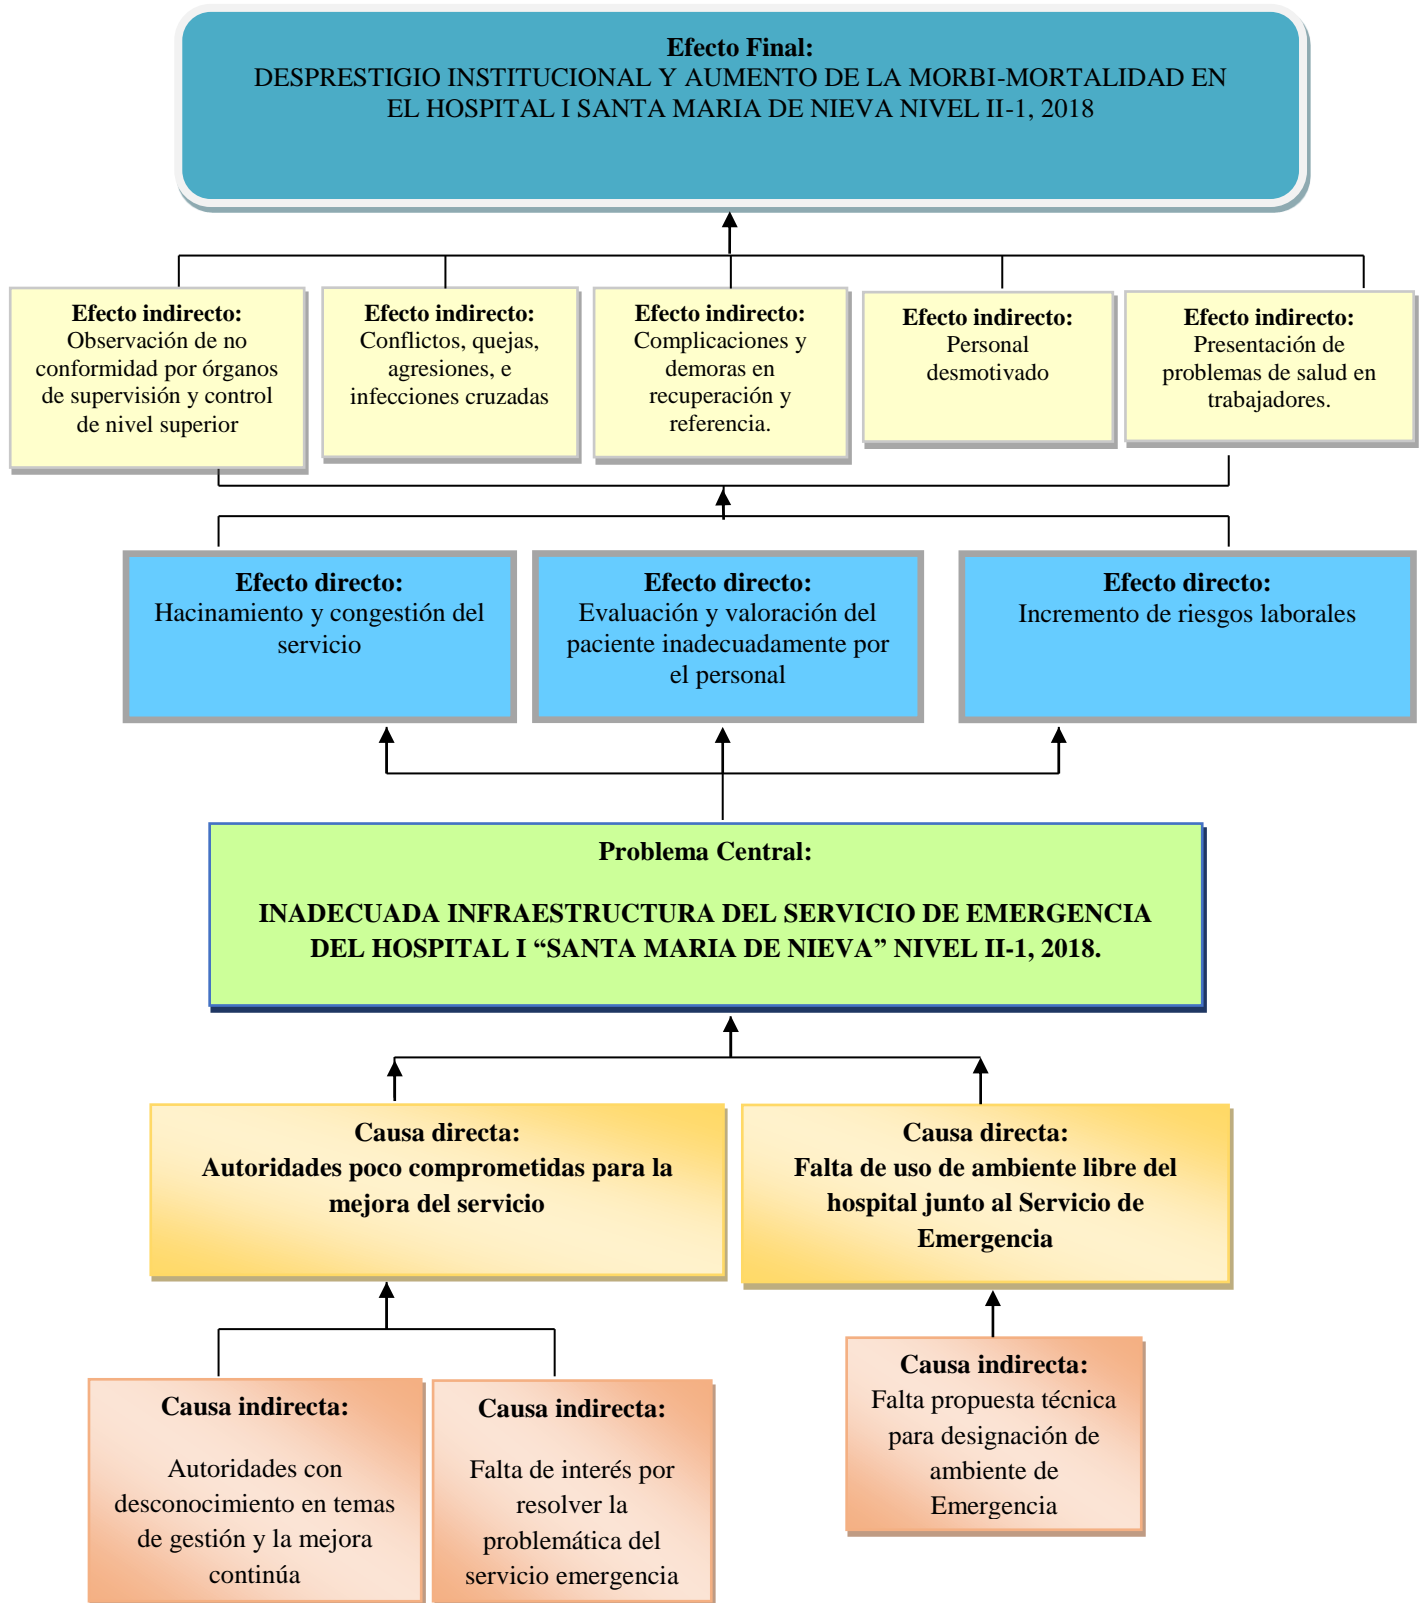 Efecto Final:
DESPRESTIGIO INSTITUCIONAL Y AUMENTO DE LA MORBI-MORTALIDAD EN
EL HOSPITAL I SANTA MARIA DE NIEVA NIVEL II-1, 2018
Efecto indirecto:
Observación de no
conformidad por órganos
de supervisión y control
de nivel superior
Efecto indirecto:
Conflictos, quejas,
agresiones, e
infecciones cruzadas
Efecto indirecto:
Complicaciones y
demoras en
recuperación y
referencia.
Efecto indirecto:
Personal
desmotivado
Efecto indirecto:
Presentación de
problemas de salud en
trabajadores.
Efecto directo:
Hacinamiento y congestión del
servicio
Efecto directo:
Evaluación y valoración del
paciente inadecuadamente por
el personal
Efecto directo:
Incremento de riesgos laborales
Problema Central:
INADECUADA INFRAESTRUCTURA DEL SERVICIO DE EMERGENCIA
DEL HOSPITAL I “SANTA MARIA DE NIEVA” NIVEL II-1, 2018.
Causa directa:
Autoridades poco comprometidas para la
mejora del servicio
Causa directa:
Falta de uso de ambiente libre del
hospital junto al Servicio de
Emergencia
Causa indirecta:
Autoridades con
desconocimiento en temas
de gestión y la mejora
continúa
Causa indirecta:
Falta de interés por
resolver la
problemática del
servicio emergencia
Causa indirecta:
Falta propuesta técnica
para designación de
ambiente de
Emergencia